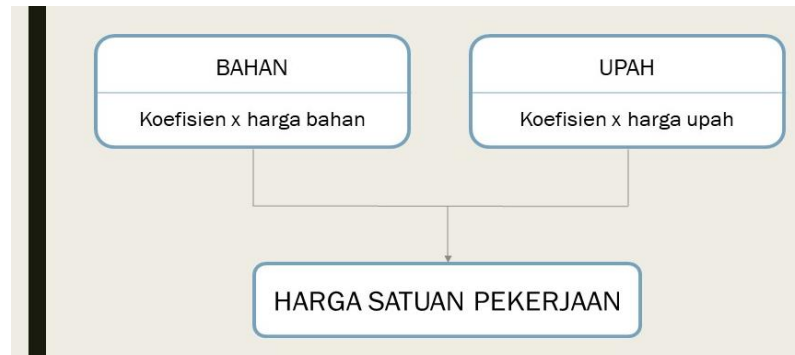 BAHAN
Koefisien x harga bahan
UPAH
Koefisien x harga upah
HARGA SATUAN PEKERJAAN